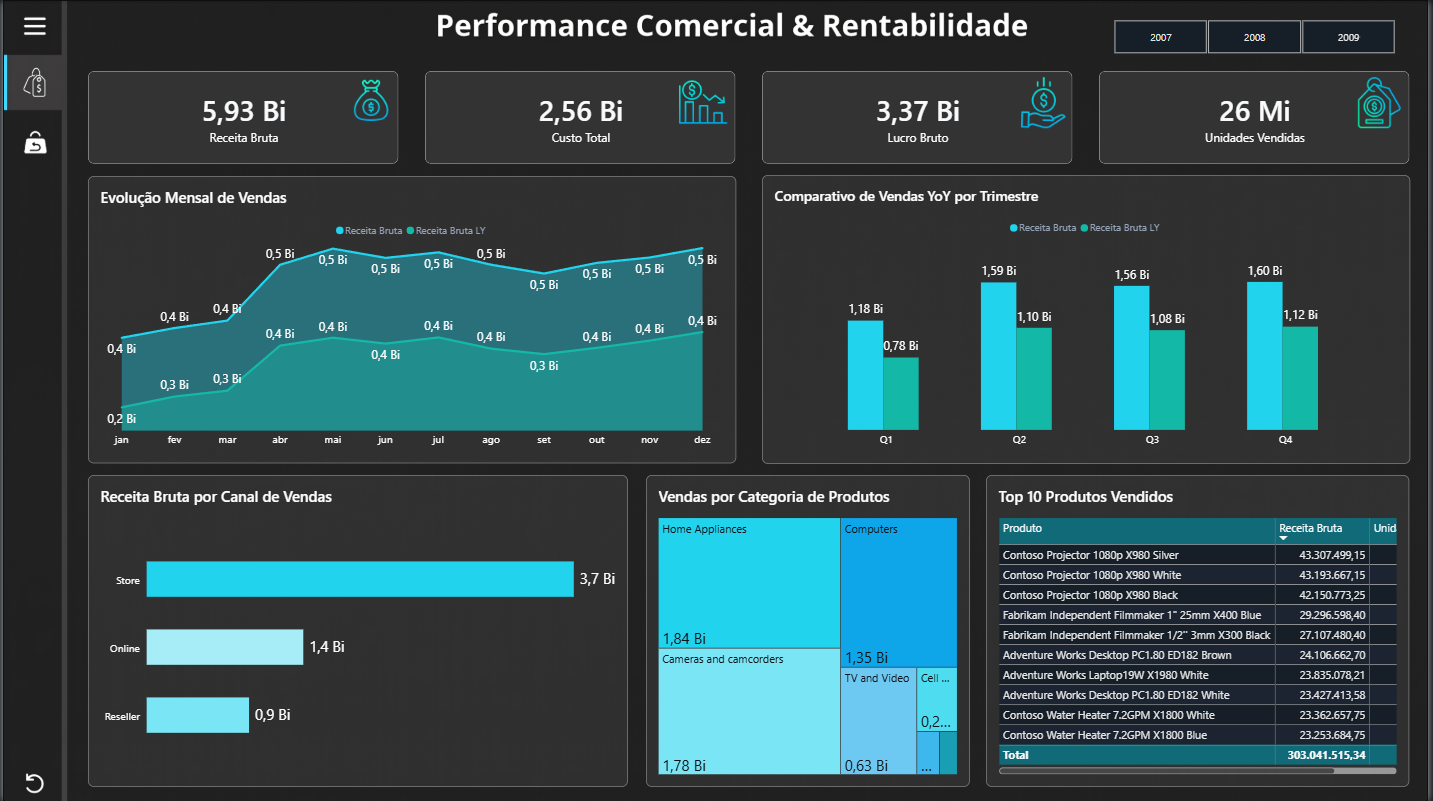 Performance Comercial & Rentabilidade
2007
2008
2009
5,93 Bi
Receita Bruta
2,56 Bi
Custo Total
3,37 Bi
Lucro Bruto
26 Mi
Unidades Vendidas
Evolução Mensal de Vendas
Receita Bruta Receita Bruta LY
0,4 Bi 0,4 Bi 0,4 Bi 0,5 Bi 0,5 Bi 0,5 Bi 0,5 Bi 0,5 Bi 0,5 Bi 0,5 Bi 0,5 Bi 0,5 Bi
0,2 Bi 0,3 Bi 0,3 Bi 0,4 Bi 0,4 Bi 0,4 Bi 0,4 Bi 0,4 Bi 0,3 Bi 0,4 Bi 0,4 Bi 0,4 Bi
jan fev mar abr mai jun jul ago set out nov dez
Comparativo de Vendas YoY por Trimestre
Receita Bruta Receita Bruta LY
1,18 Bi 0,78 Bi 1,59 Bi 1,10 Bi 1,56 Bi 1,08 Bi 1,60 Bi 1,12 Bi
Q1 Q2 Q3 Q4
Receita Bruta por Canal de Vendas
Store 3,7 Bi
Online 1,4 Bi
Reseller 0,9 Bi
Vendas por Categoria de Produtos
Home Appliances
1,84 Bi
Cameras and camcorders
1,78 Bi
Computers
1,35 Bi
TV and Video
0,63 Bi
Cell ...
0,2...
...
Top 10 Produtos Vendidos
Produto Receita Bruta Unid
Contoso Projector 1080p X980 Silver 43.307.499,15
Contoso Projector 1080p X980 White 43.193.667,15
Contoso Projector 1080p X980 Black 42.150.773,25
Fabrikam Independent Filmmaker 1" 25mm X400 Blue 29.296.598,40
Fabrikam Independent Filmmaker 1/2" 3mm X300 Black 27.107.480,40
Adventure Works Desktop PC1.80 ED182 Brown 24.106.662,70
Adventure Works Laptop19W X1980 White 23.835.078,21
Adventure Works Desktop PC1.80 ED182 White 23.427.413,58
Contoso Water Heater 7.2GPM X1800 White 23.362.657,75
Contoso Water Heater 7.2GPM X1800 Blue 23.253.684,75
Total 303.041.515,34